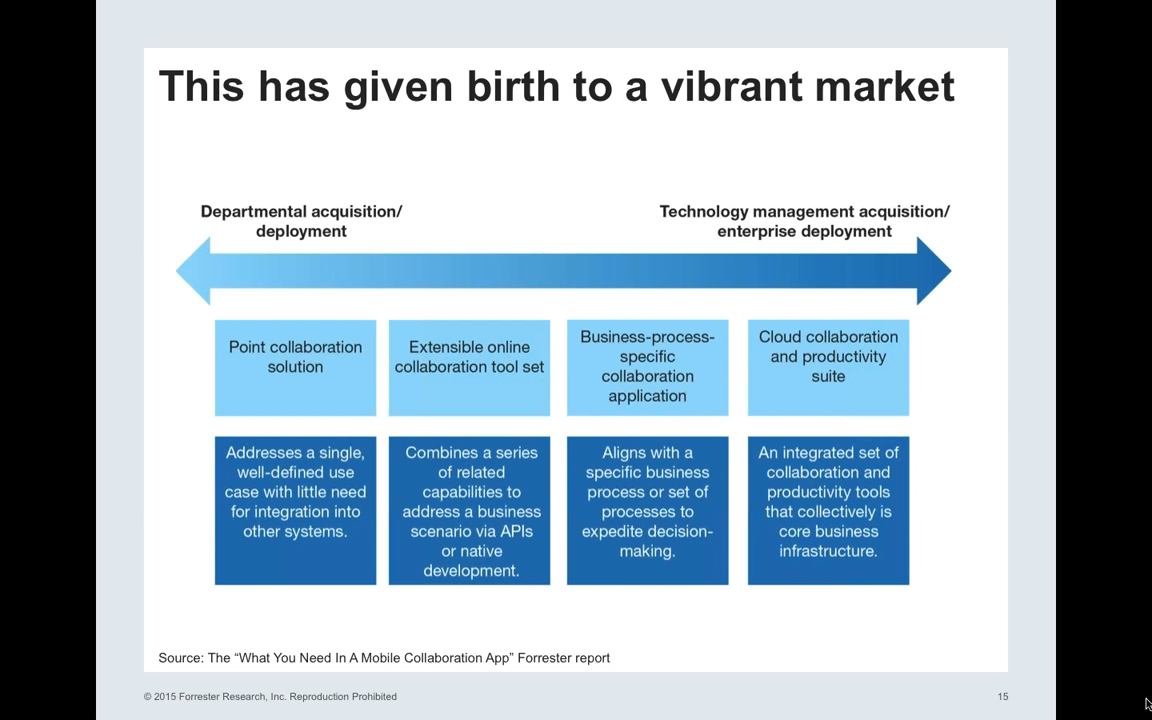 This has given birth to a vibrant market
Departmental acquisition/
deployment
Technology management acquisition/
enterprise deployment
Point collaboration
solution
Extensible online
collaboration tool set
Business-process-
specific
collaboration
application
Cloud collaboration
and productivity
suite
Addresses a single,
well-defined use
case with little need
for integration into
other systems.
Combines a series
of related
capabilities to
address a business
scenario via APIs
or native
development.
Aligns with a
specific business
process or set of
processes to
expedite decision-
making.
An integrated set of
collaboration and
productivity tools
that collectively is
core business
infrastructure.
Source: The “What You Need In A Mobile Collaboration App” Forrester report
© 2015 Forrester Research, Inc. Reproduction Prohibited
15